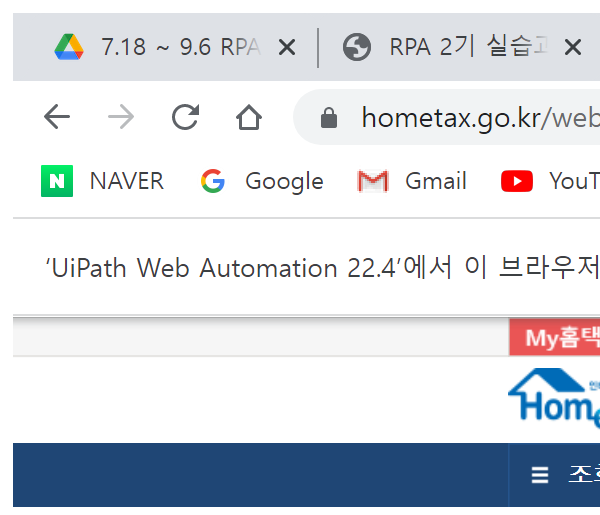 7.18 ~ 9.6 RPA RPA 2기 실습
hometax.go.kr/web
NAVER Google Gmail YouT
‘UiPath Web Automation 22.4’에서 이 브라우저
My홈택
Hom
조회